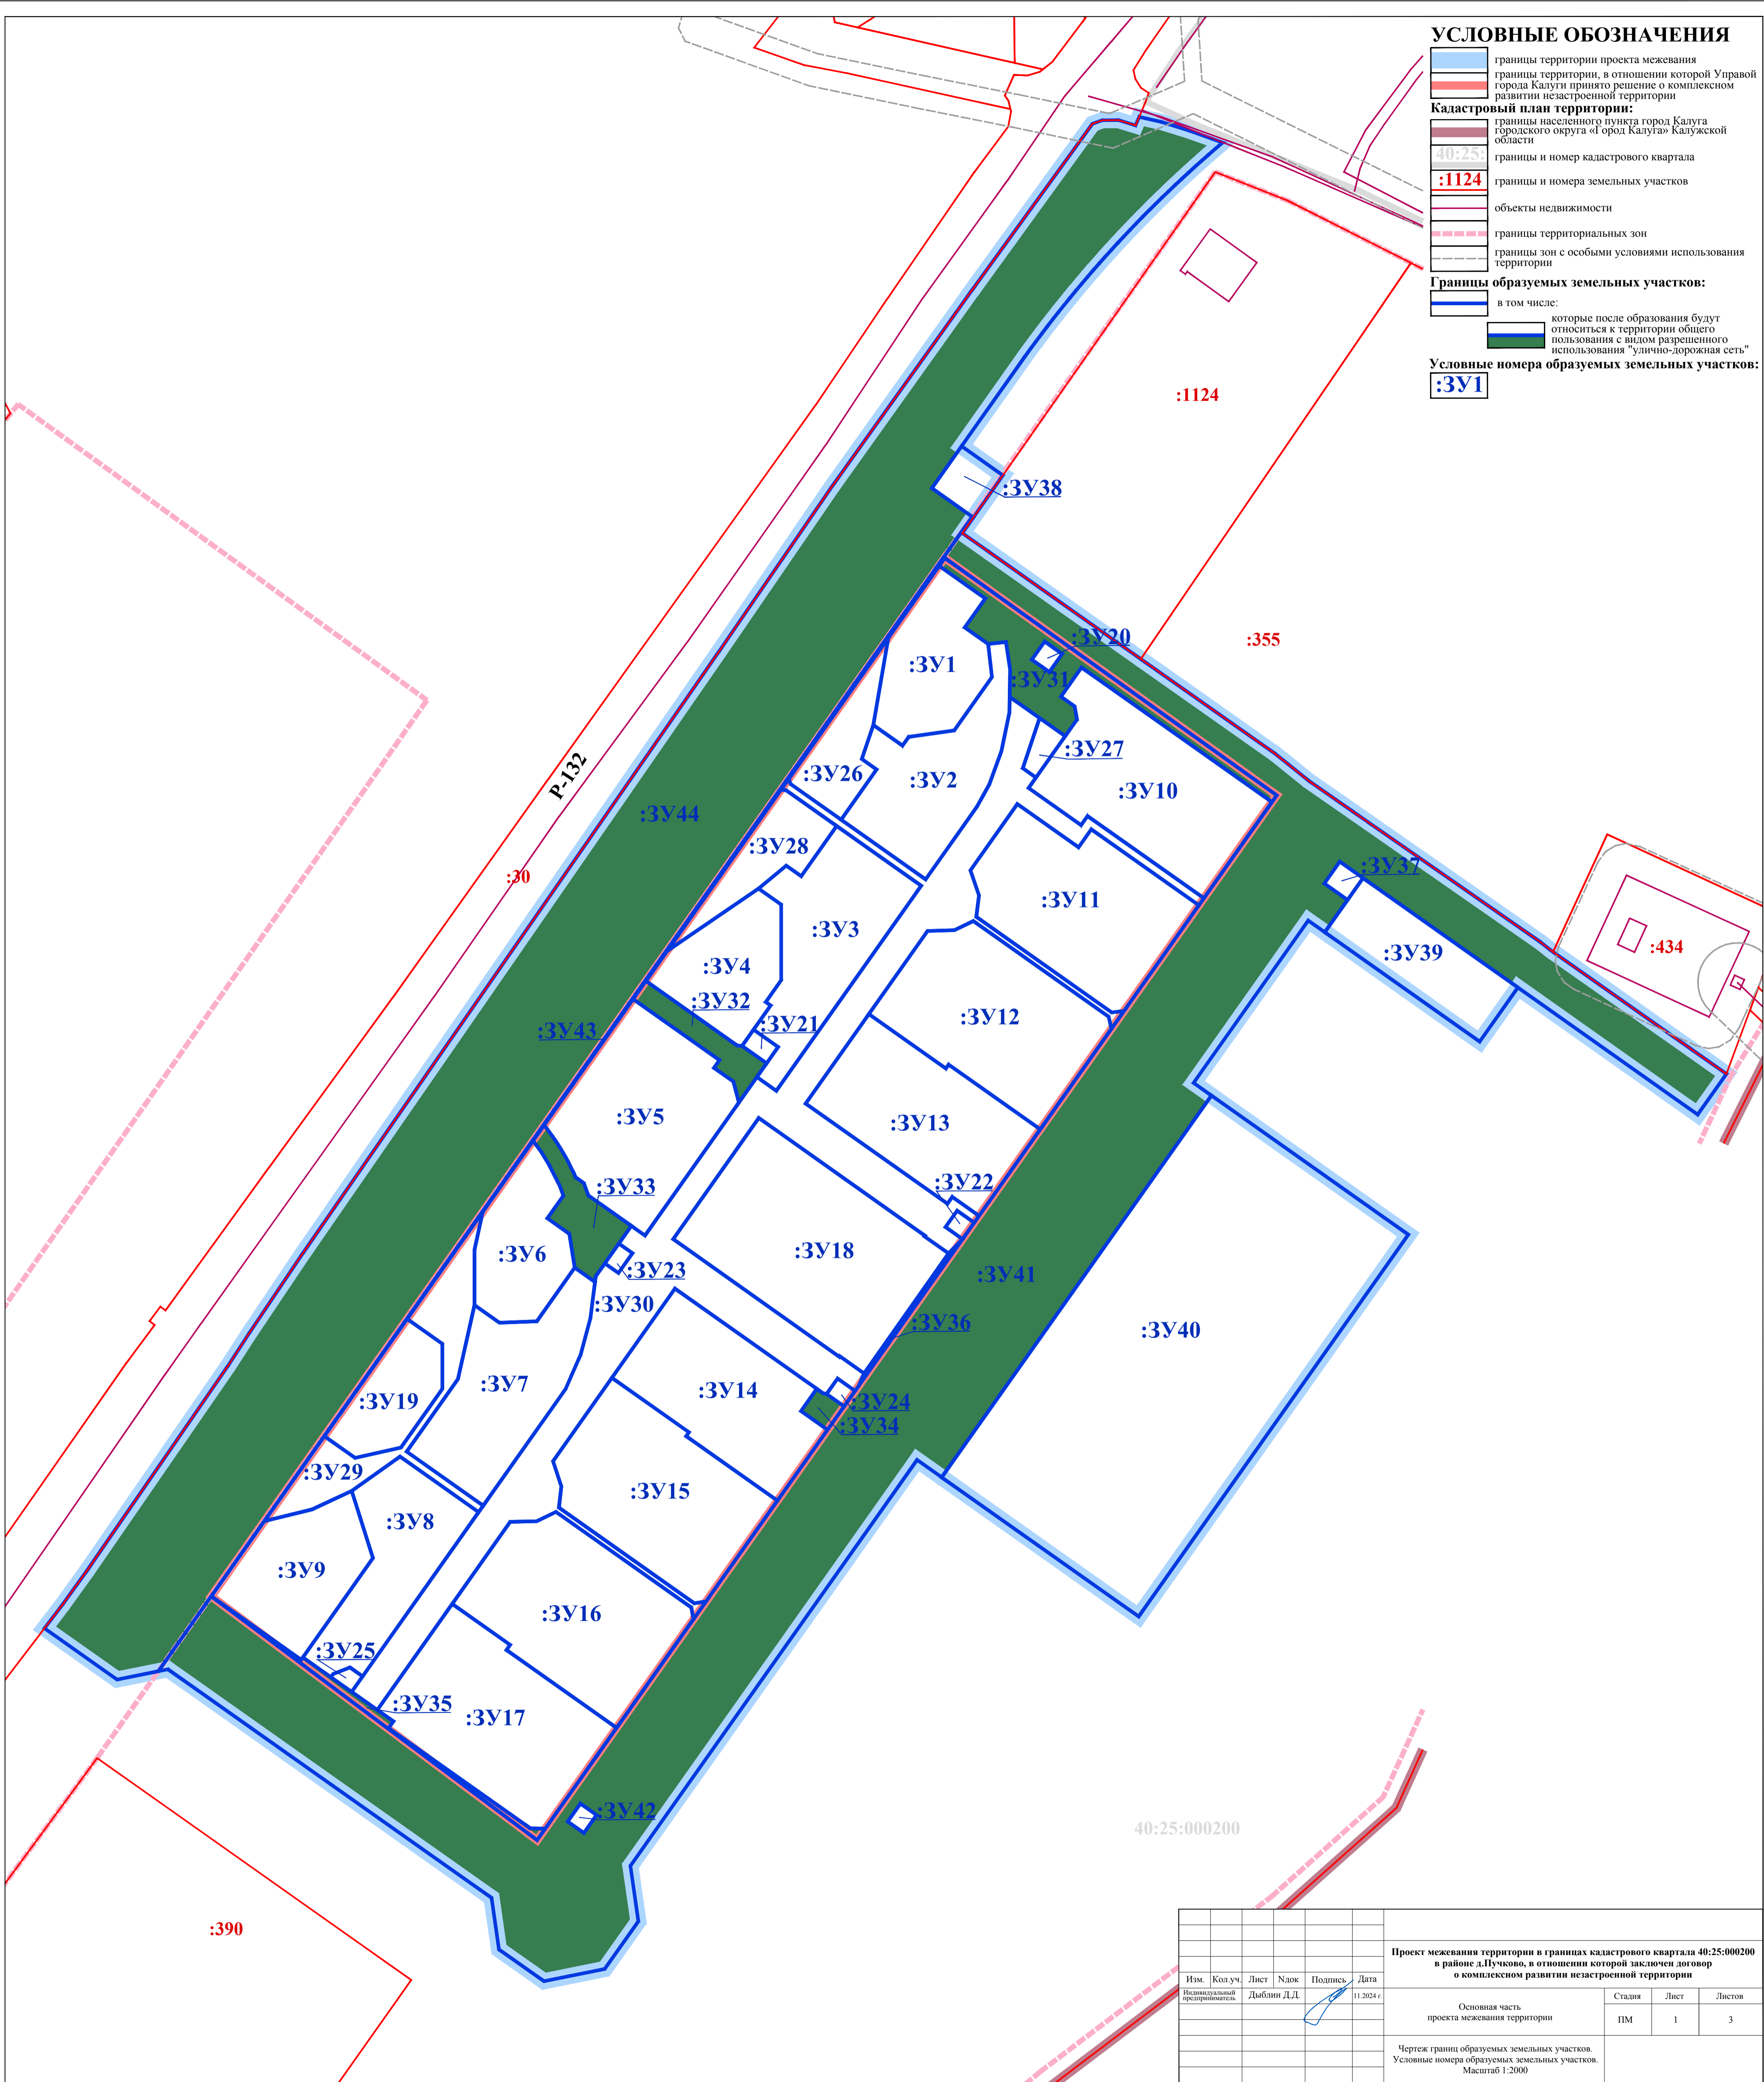 УСЛОВНЫЕ ОБОЗНАЧЕНИЯ
границы территории проекта межевания
границы территории, в отношении которой Управой
города Калуги принято решение о комплексном
развитии незастроенной территории
Кадастровый план территории:
границы населенного пункта город Калуга
городского округа «Город Калуга» Калужской
области
40:25:
границы и номер кадастрового квартала
:1124
границы и номера земельных участков
объекты недвижимости
границы территориальных зон
границы зон с особыми условиями использования
территории
Границы образуемых земельных участков:
в том числе:
которые после образования будут
относиться к территории общего
пользования с видом разрешенного
использования "улично-дорожная сеть"
Условные номера образуемых земельных участков:
:ЗУ1
:1124
:ЗУ38
:ЗУ20
:355
:ЗУ1
:ЗУ31
:ЗУ27
:ЗУ26
:ЗУ2
:ЗУ10
Р-132
:ЗУ44
:ЗУ28
:30
:ЗУ37
:ЗУ11
:ЗУ3
:434
:ЗУ39
:ЗУ4
:ЗУ32
:ЗУ12
:ЗУ21
:ЗУ43
:ЗУ5
:ЗУ13
:ЗУ33
:ЗУ22
:ЗУ6
:ЗУ18
:ЗУ23
:ЗУ41
:ЗУ30
:ЗУ36
:ЗУ40
:ЗУ7
:ЗУ14
:ЗУ19
:ЗУ24
:ЗУ34
:ЗУ29
:ЗУ15
:ЗУ8
:ЗУ9
:ЗУ16
:ЗУ25
:ЗУ35
:ЗУ17
:ЗУ42
40:25:000200
:390
Проект межевания территории в границах кадастрового квартала 40:25:000200
в районе д.Пучково, в отношении которой заключен договор
о комплексном развитии незастроенной территории
Изм. Кол.уч. Лист Nдок Подпись Дата
Индивидуальный
предприниматель
Дыблин Д.Д.
11.2024 г.
Основная часть
проекта межевания территории
Стадия Лист Листов
ПМ 1 3
Чертеж границ образуемых земельных участков.
Условные номера образуемых земельных участков.
Масштаб 1:2000